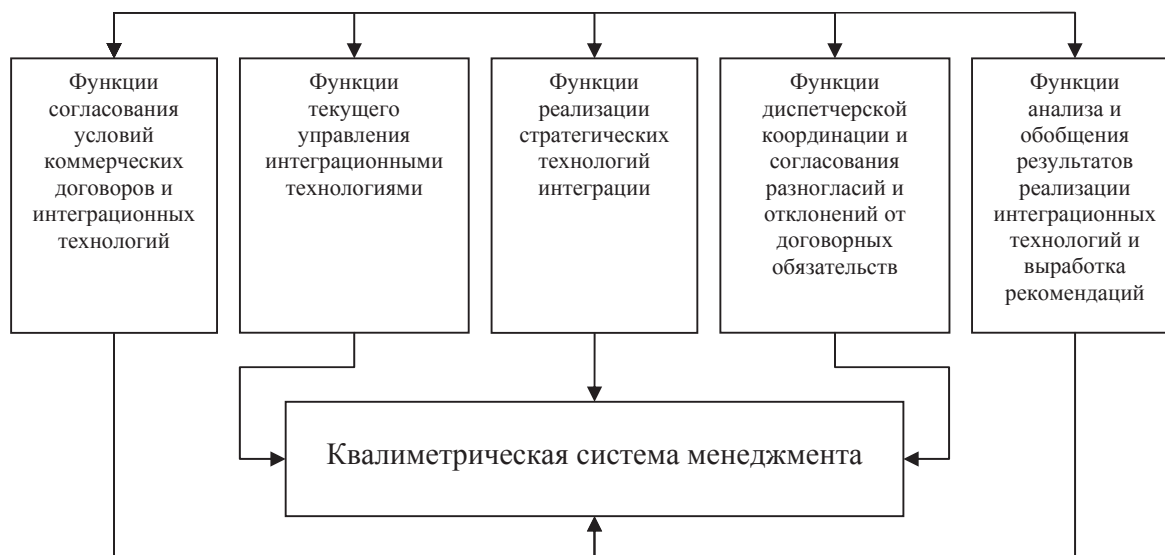 Функции
согласования
условий
коммерческих
договоров и
интеграционных
технологий
Функции
текущего
управления
интеграционными
технологиями
Функции
реализации
стратегических
технологий
интеграции
Функции
диспетчерской
координации и
согласования
разногласий и
отклонений от
договорных
обязательств
Функции
анализа и
обобщения
результатов
реализации
интеграционных
технологий и
выработка
рекомендаций
Квалиметрическая система менеджмента